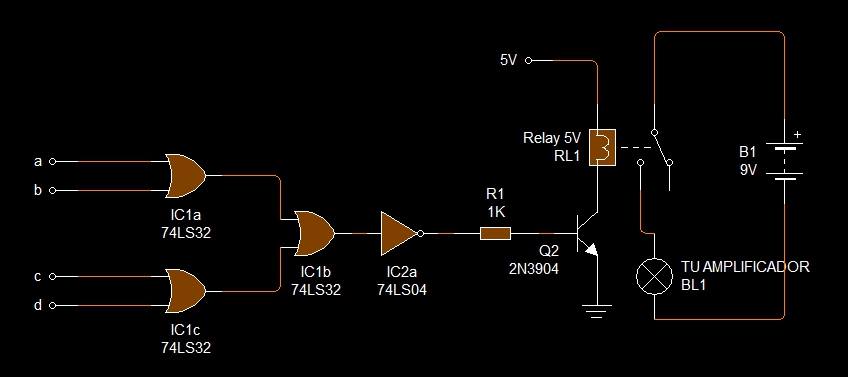 5V
Relay 5V
RL1
+
B1
9V
a
b
IC1a
74LS32
R1
1K
IC1b
74LS32
IC2a
74LS04
Q2
2N3904
c
d
IC1c
74LS32
TU AMPLIFICADOR
BL1